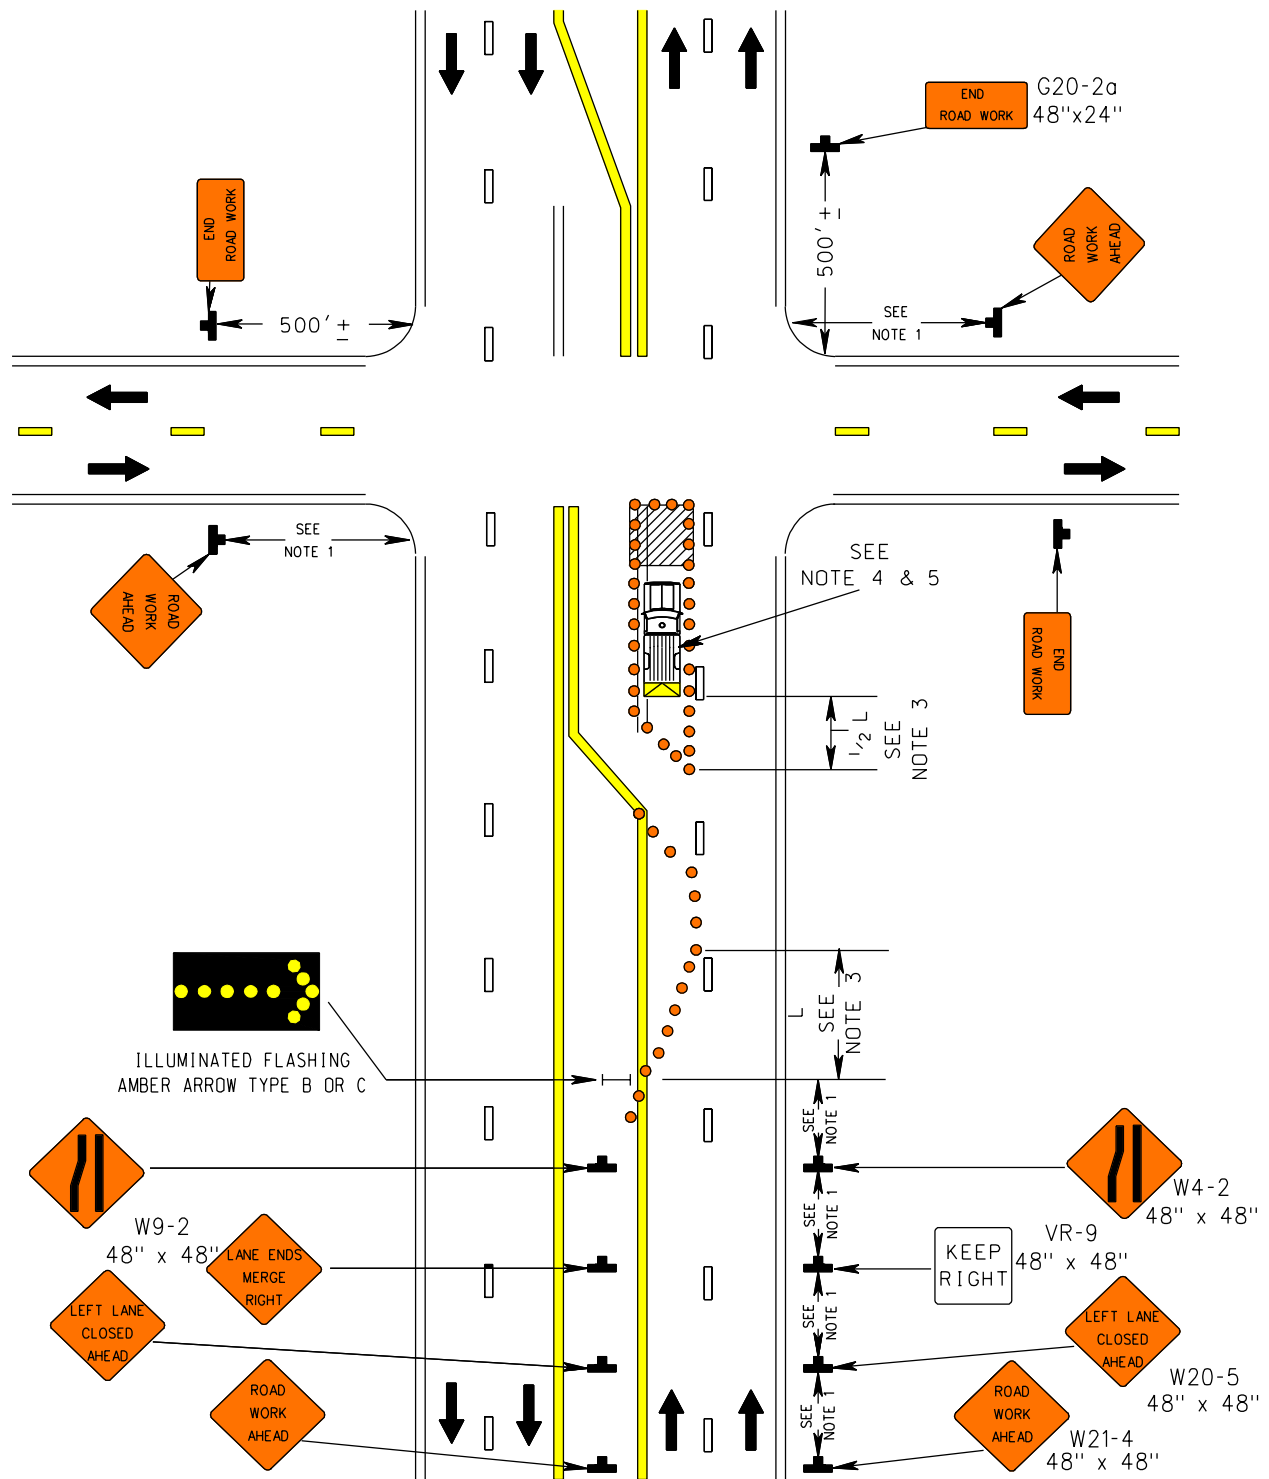 END
ROAD WORK
G20-2a
48"x24"
END
ROAD WORK
ROAD
WORK
AHEAD
500' ±
500' ±
SEE
NOTE 1
SEE
NOTE 1
ROAD
WORK
AHEAD
SEE
NOTE 4 & 5
END
ROAD WORK
1/2 L
SEE
NOTE 3
L
SEE
NOTE 3
ILLUMINATED FLASHING
AMBER ARROW TYPE B OR C
SEE
NOTE 1
W4-2
48" x 48"
SEE
NOTE 1
W9-2
48" x 48"
LANE ENDS
MERGE
RIGHT
KEEP
RIGHT
VR-9
48" x 48"
SEE
NOTE 1
LEFT LANE
CLOSED
AHEAD
LEFT LANE
CLOSED
AHEAD
W20-5
48" x 48"
SEE
NOTE 1
ROAD
WORK
AHEAD
ROAD
WORK
AHEAD
W21-4
48" x 48"